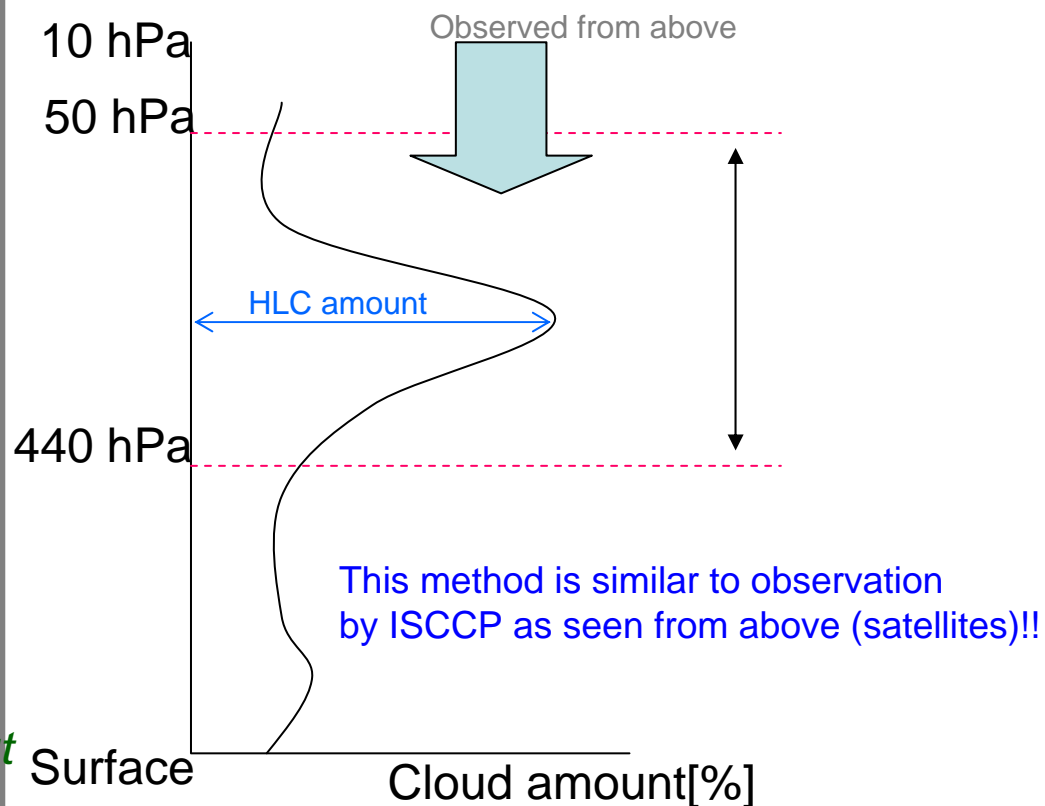 Observed from above
10 hPa
50 hPa
HLC amount
440 hPa
This method is similar to observation
by ISCCP as seen from above (satellites)!!
Surface
Cloud amount[%]